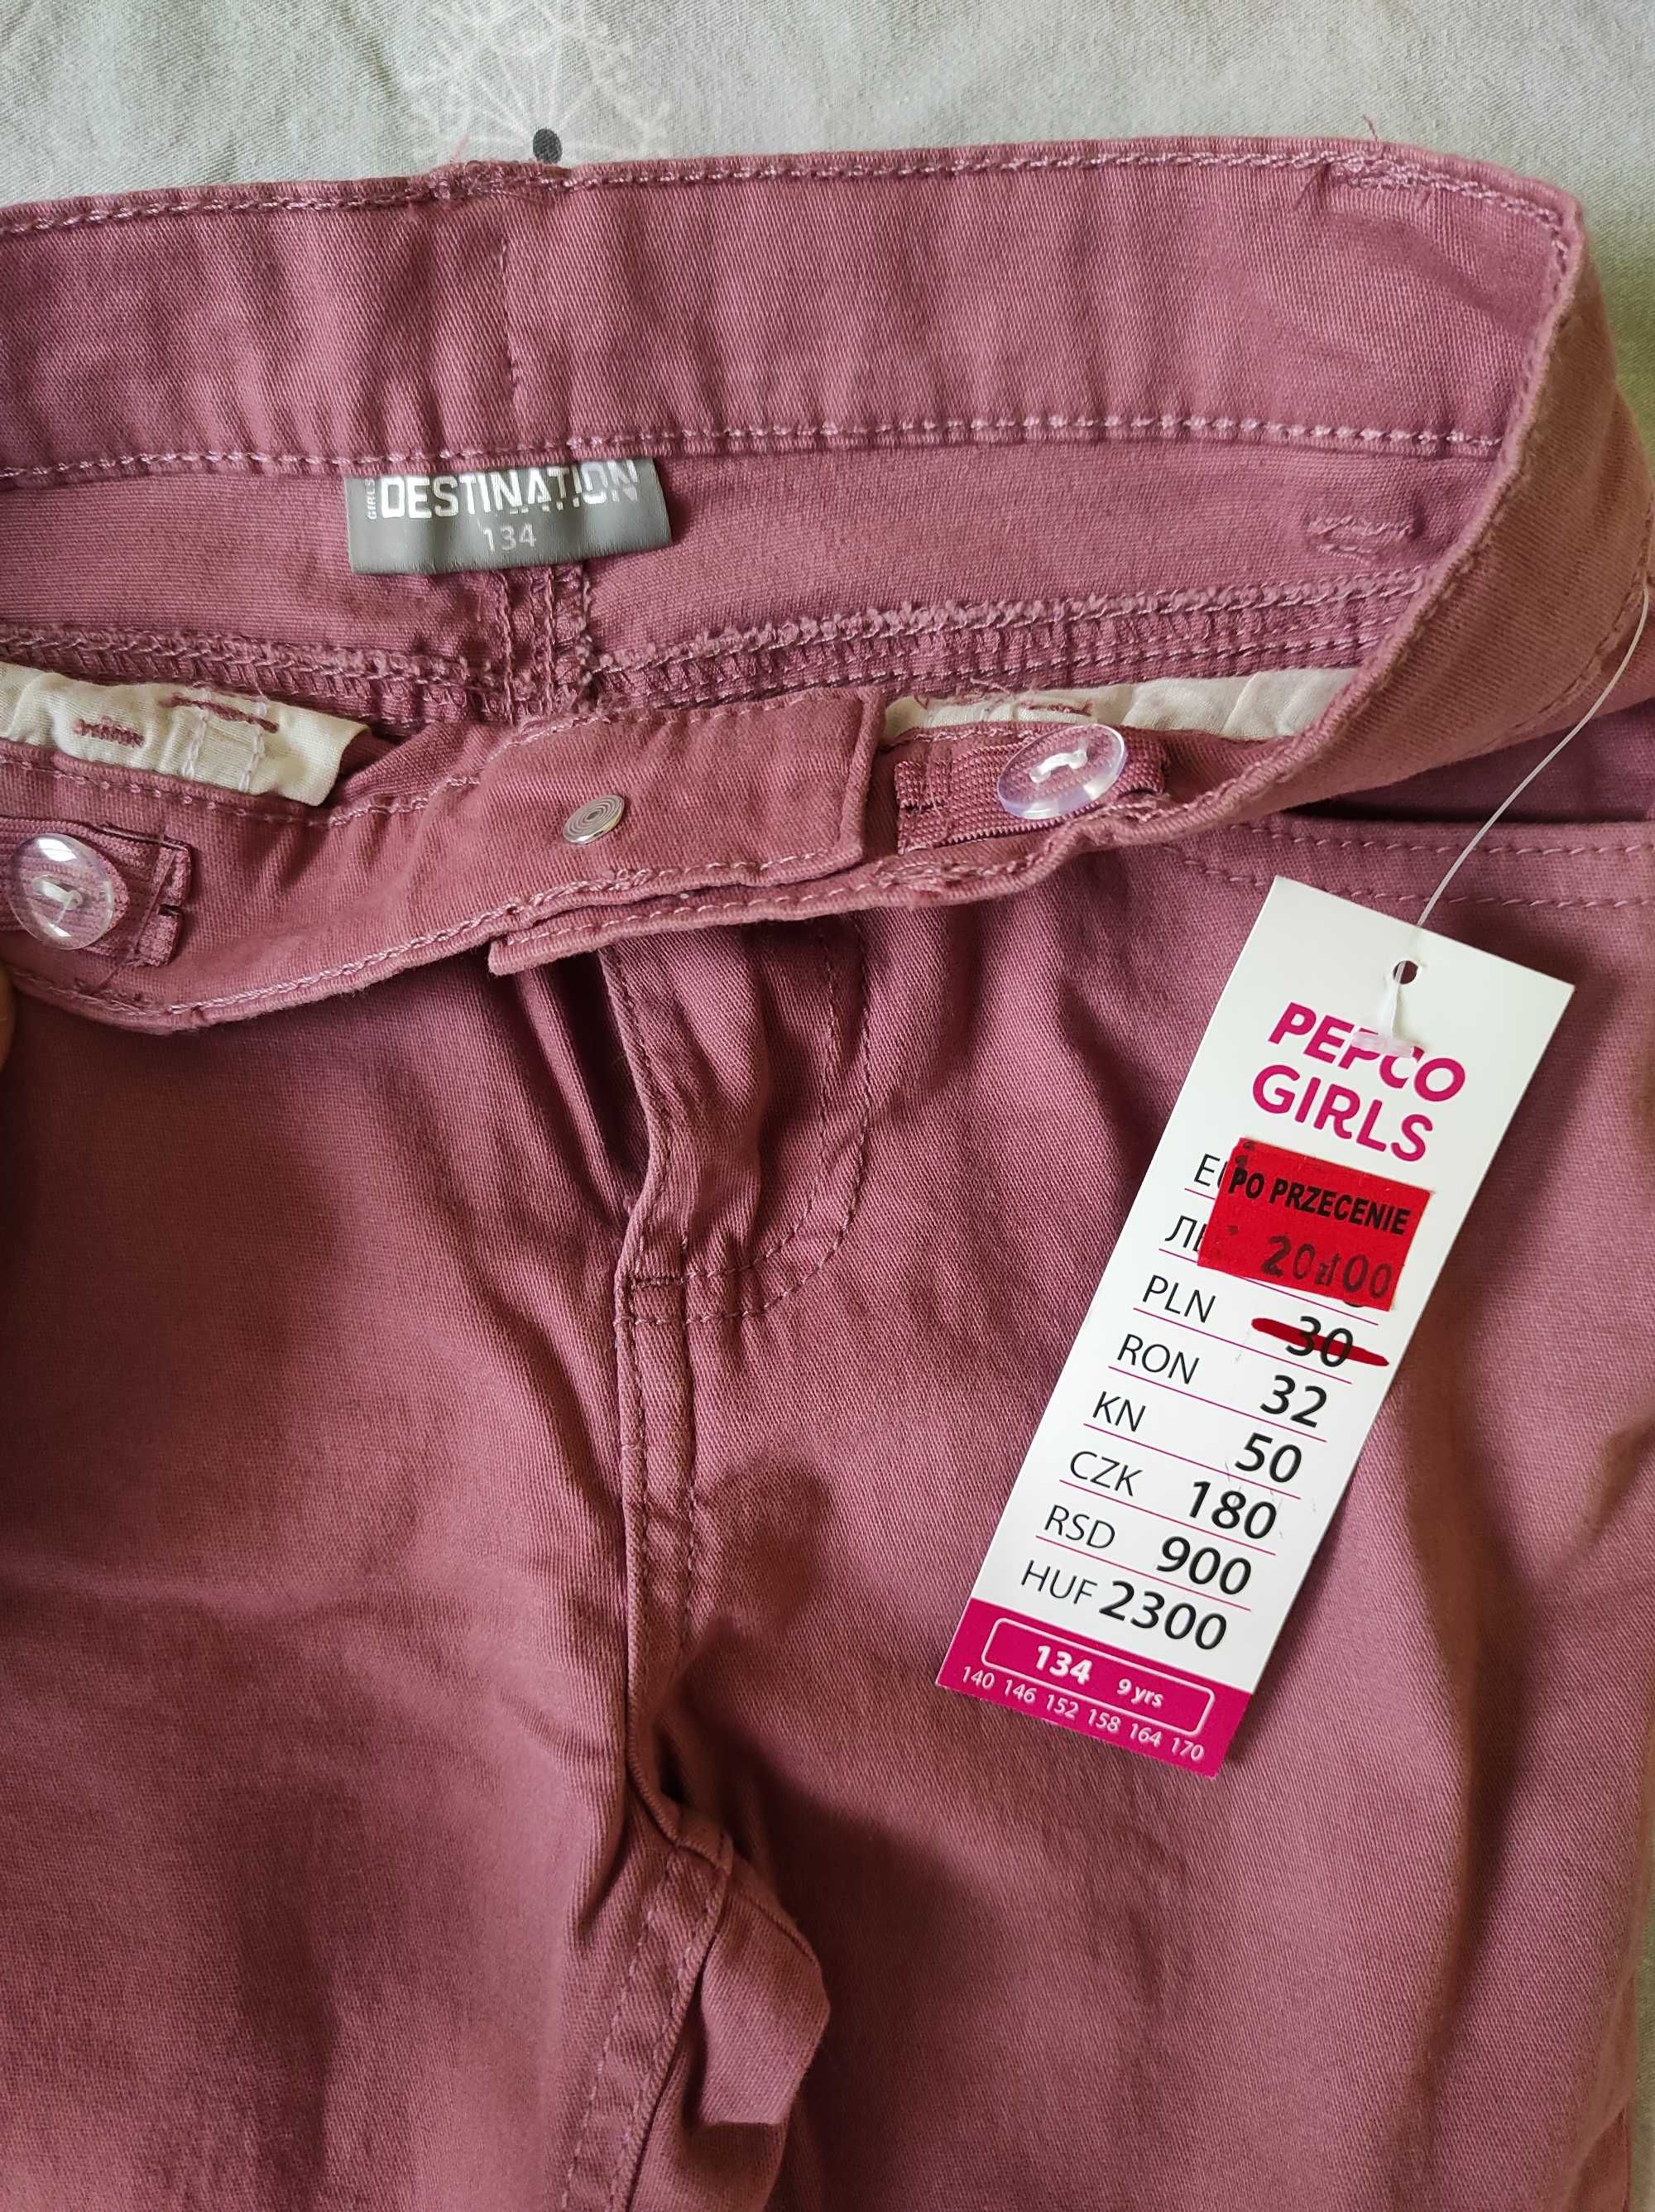 GIRLS DESTINATION
134
PEPCO
GIRLS
PO PRZECENIE
20zł00
PLN 30
RON 32
KN 50
CZK 180
RSD 900
HUF 2300
134 9 yrs
140 146 152 158 164 170